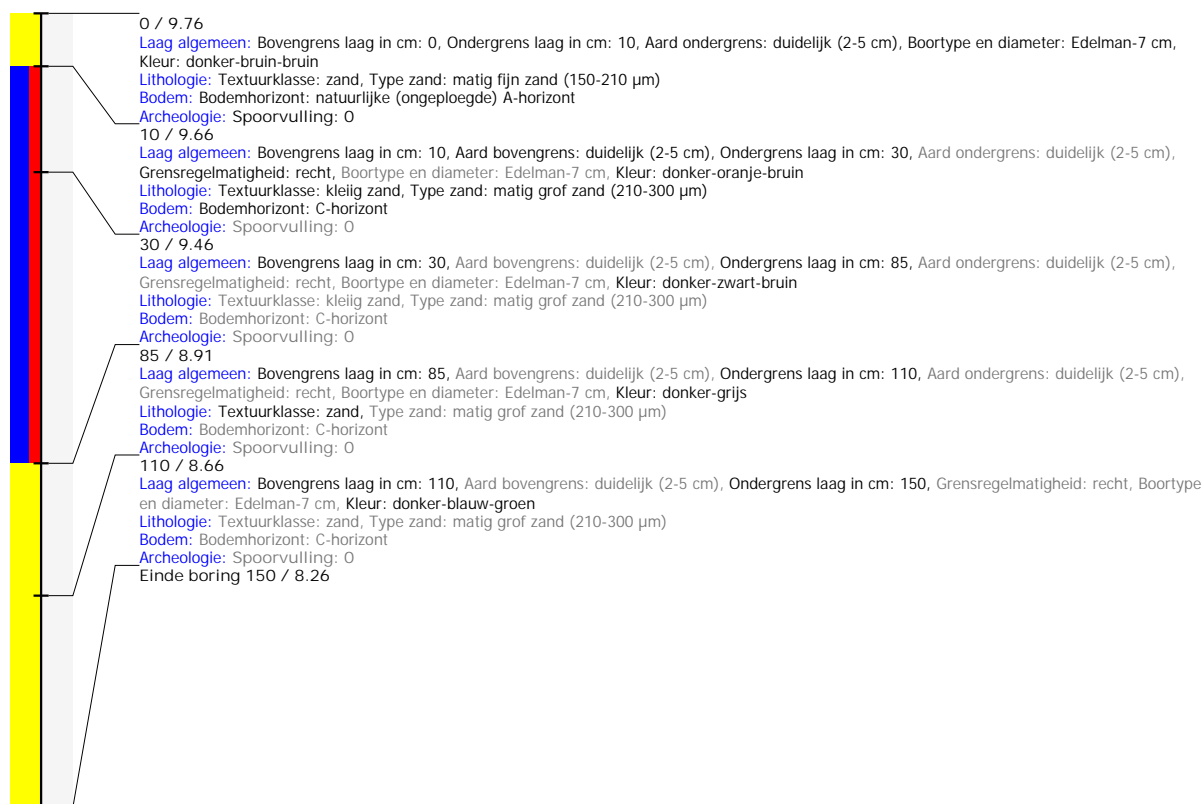 0 / 9.76
Laag algemeen: Bovengrens laag in cm: 0, Ondergrens laag in cm: 10, Aard ondergrens: duidelijk (2-5 cm), Boortype en diameter: Edelman-7 cm,
Kleur: donker-bruin-bruin
Lithologie: Textuurklasse: zand, Type zand: matig fijn zand (150-210 µm)
Bodem: Bodemhorizont: natuurlijke (ongeploegde) A-horizont
Archeologie: Spoorvulling: 0
10 / 9.66
Laag algemeen: Bovengrens laag in cm: 10, Aard bovengrens: duidelijk (2-5 cm), Ondergrens laag in cm: 30, Aard ondergrens: duidelijk (2-5 cm),
Grensregelmatigheid: recht, Boortype en diameter: Edelman-7 cm, Kleur: donker-oranje-bruin
Lithologie: Textuurklasse: kleiig zand, Type zand: matig grof zand (210-300 µm)
Bodem: Bodemhorizont: C-horizont
Archeologie: Spoorvulling: 0
30 / 9.46
Laag algemeen: Bovengrens laag in cm: 30, Aard bovengrens: duidelijk (2-5 cm), Ondergrens laag in cm: 85, Aard ondergrens: duidelijk (2-5 cm),
Grensregelmatigheid: recht, Boortype en diameter: Edelman-7 cm, Kleur: donker-zwart-bruin
Lithologie: Textuurklasse: kleiig zand, Type zand: matig grof zand (210-300 µm)
Bodem: Bodemhorizont: C-horizont
Archeologie: Spoorvulling: 0
85 / 8.91
Laag algemeen: Bovengrens laag in cm: 85, Aard bovengrens: duidelijk (2-5 cm), Ondergrens laag in cm: 110, Aard ondergrens: duidelijk (2-5 cm),
Grensregelmatigheid: recht, Boortype en diameter: Edelman-7 cm, Kleur: donker-grijs
Lithologie: Textuurklasse: zand, Type zand: matig grof zand (210-300 µm)
Bodem: Bodemhorizont: C-horizont
Archeologie: Spoorvulling: 0
110 / 8.66
Laag algemeen: Bovengrens laag in cm: 110, Aard bovengrens: duidelijk (2-5 cm), Ondergrens laag in cm: 150, Grensregelmatigheid: recht, Boortype
en diameter: Edelman-7 cm, Kleur: donker-blauw-groen
Lithologie: Textuurklasse: zand, Type zand: matig grof zand (210-300 µm)
Bodem: Bodemhorizont: C-horizont
Archeologie: Spoorvulling: 0
Einde boring 150 / 8.26